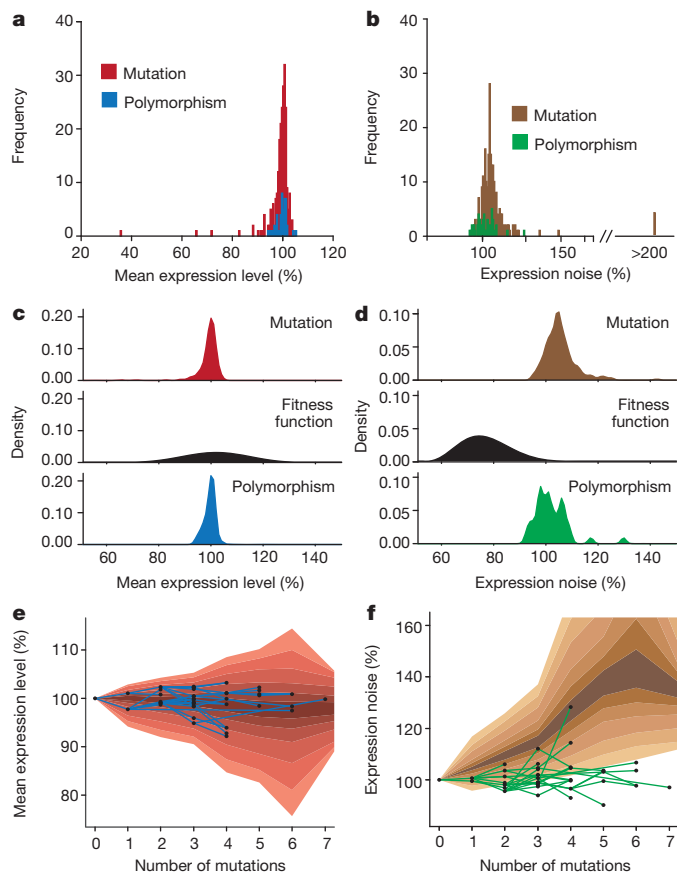 a
40
30
20
10
0
Frequency
Mutation
Polymorphism
20 40 60 80 100 120
Mean expression level (%)
b
40
30
20
10
0
Frequency
Mutation
Polymorphism
100 150 >200
Expression noise (%)
c
0.20
0.10
0.00
Mutation
0.20
0.10
0.00
Fitness
function
Density
0.20
0.10
0.00
Polymorphism
60 80 100 120 140
Mean expression level (%)
d
0.10
0.05
0.00
Mutation
0.10
0.05
0.00
Fitness
function
Density
0.10
0.05
0.00
Polymorphism
60 80 100 120 140
Expression noise (%)
e
110
100
90
80
Mean expression level (%)
0 1 2 3 4 5 6 7
Number of mutations
f
160
140
120
100
Expression noise (%)
0 1 2 3 4 5 6 7
Number of mutations